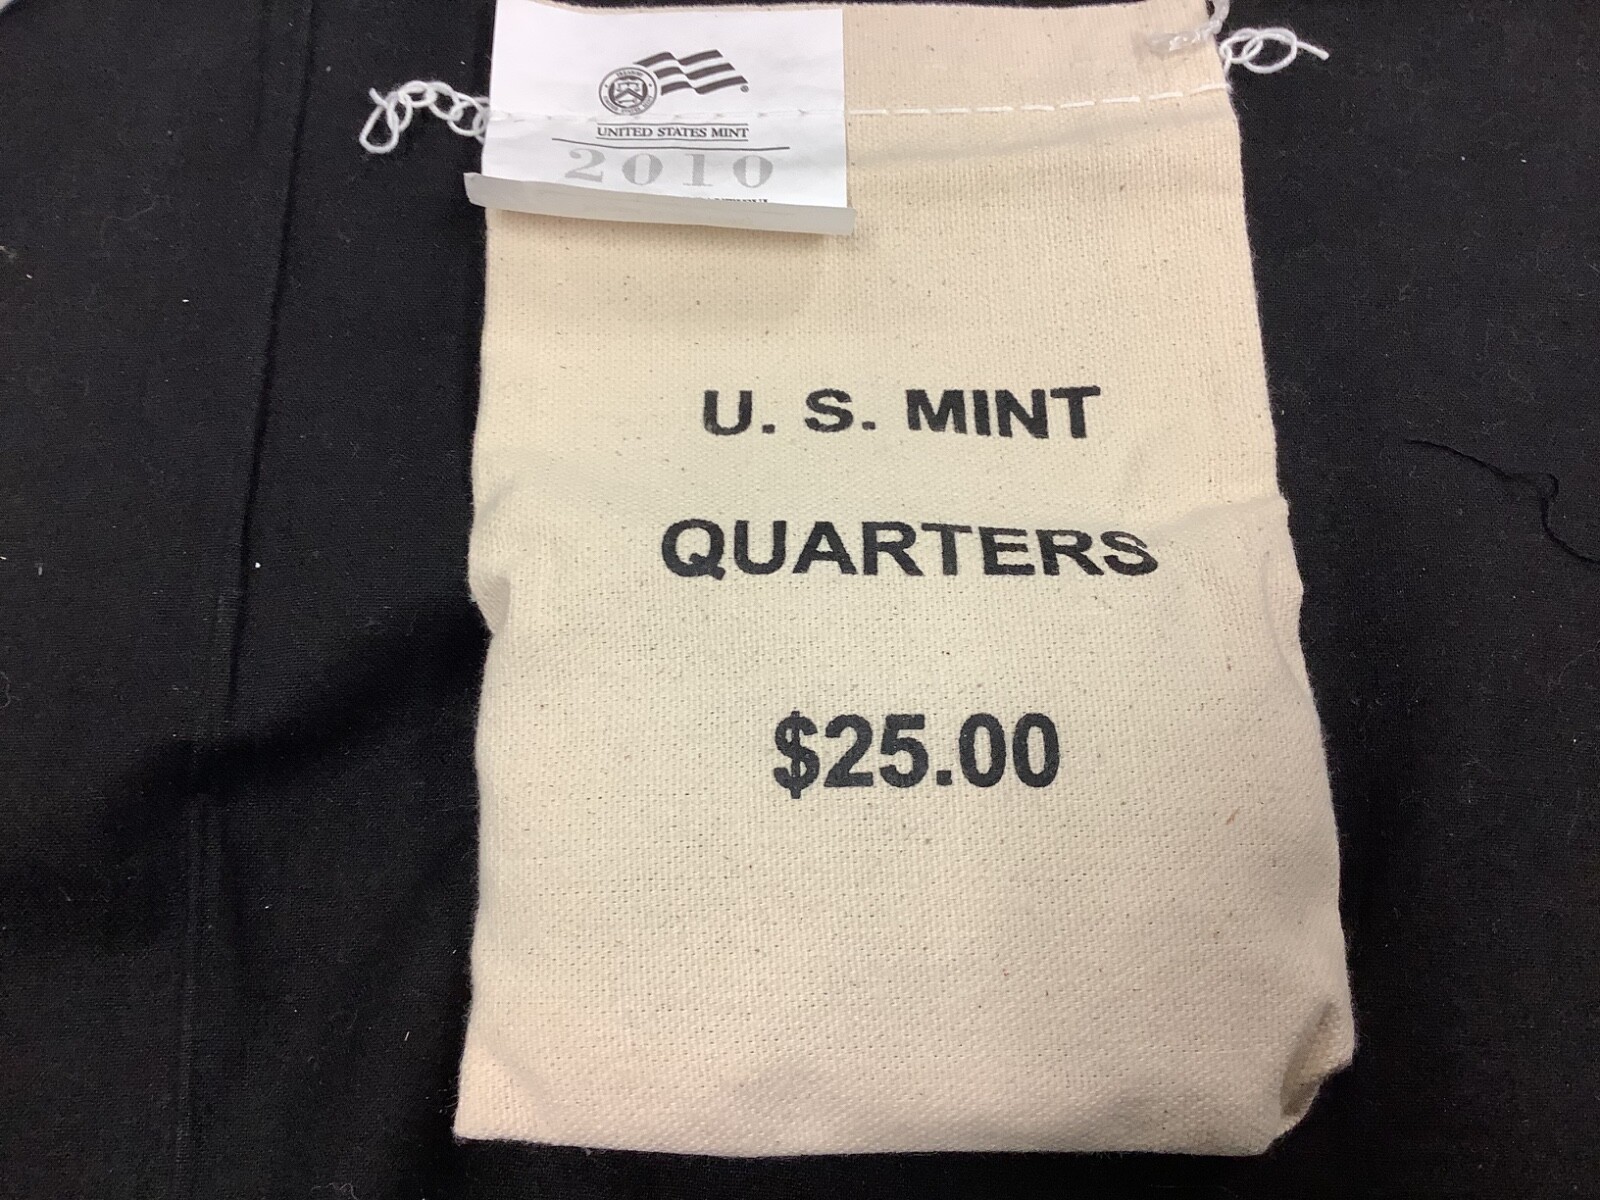 UNITED STATES MINT
2010
U. S. MINT
QUARTERS
$25.00